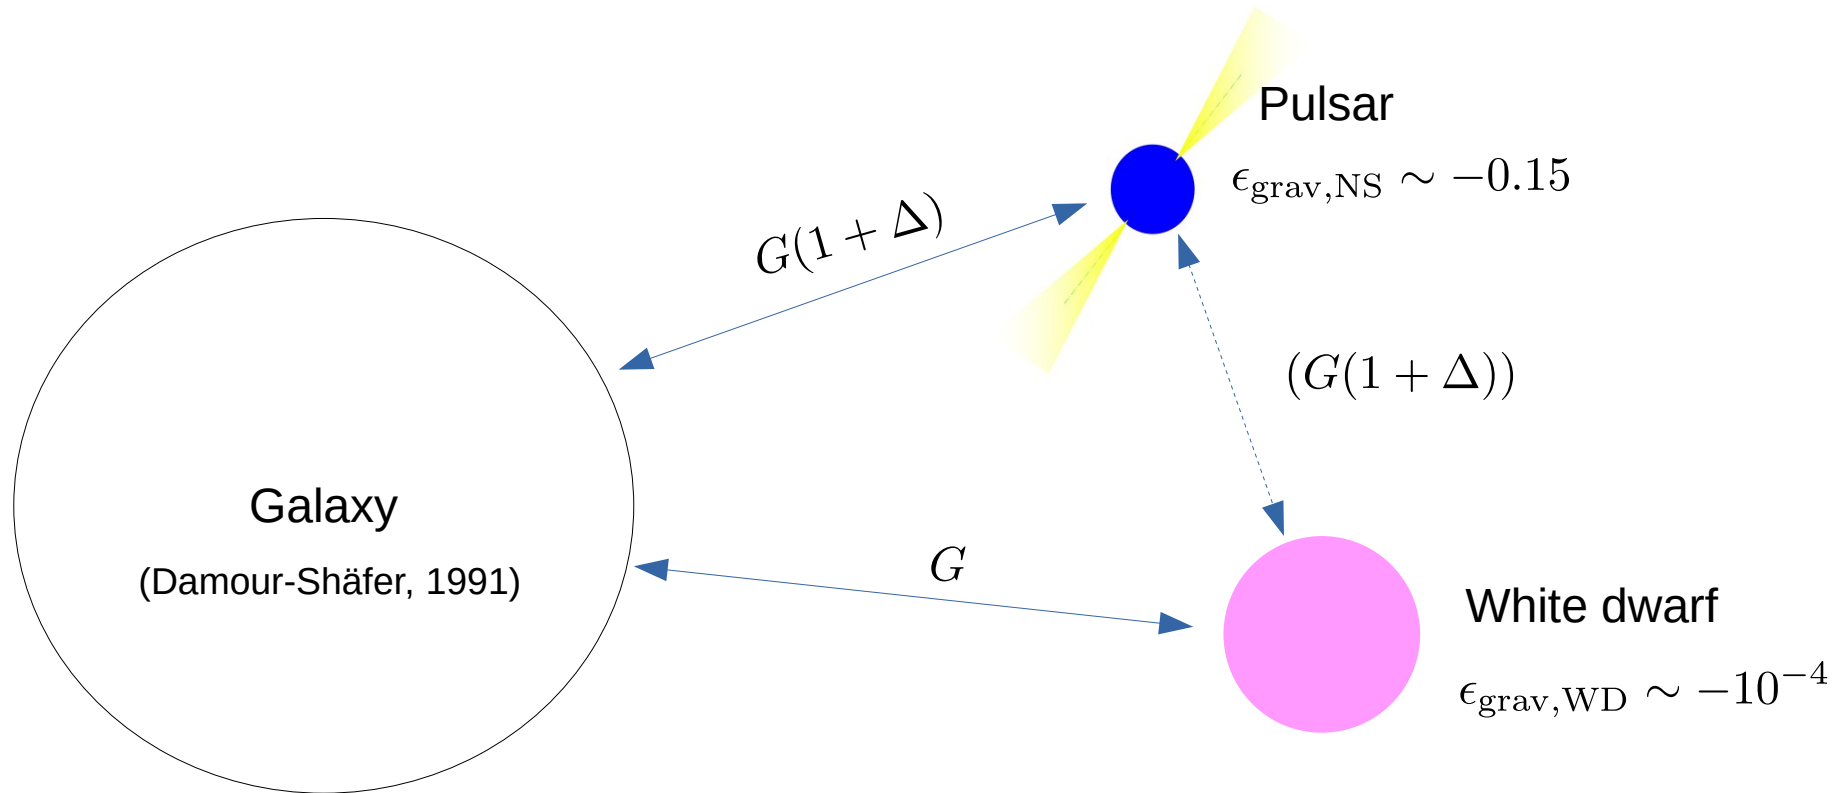 Pulsar
ϵ_grav,NS ∼ −0.15
G(1 + Δ)
(G(1 + Δ))
Galaxy
(Damour-Shäfer, 1991)
G
White dwarf
ϵ_grav,WD ∼ −10⁻⁴